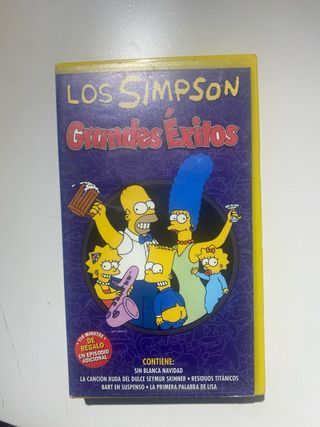 LOS SIMPSON
Grandes Éxitos
DE REGALO
UN EPISODIO
ADICIONAL
CONTIENE:
SIN BLANCA NAVIDAD
LA CANCIÓN RUDA DEL DULCE SEYMUR SKINNER • RESIDUOS TITÁNICOS
BART EN SUSPENSO • LA PRIMERA PALABRA DE LISA